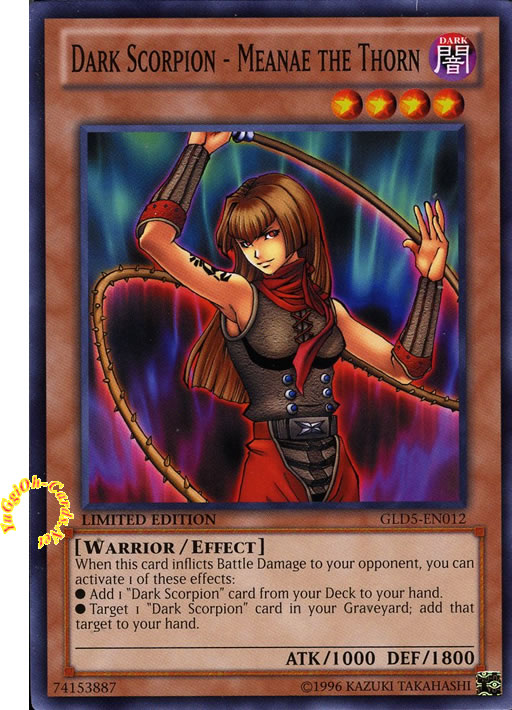 DARK SCORPION - MEANAE THE THORN
DARK
闇
LIMITED EDITION
GLD5-EN012
[WARRIOR / EFFECT]
When this card inflicts Battle Damage to your opponent, you can
activate 1 of these effects:
● Add 1 "Dark Scorpion" card from your Deck to your hand.
● Target 1 "Dark Scorpion" card in your Graveyard; add that
target to your hand.
ATK/1000 DEF/1800
74153887
©1996 KAZUKI TAKAHASHI
YuGeiOh-Cards.Net